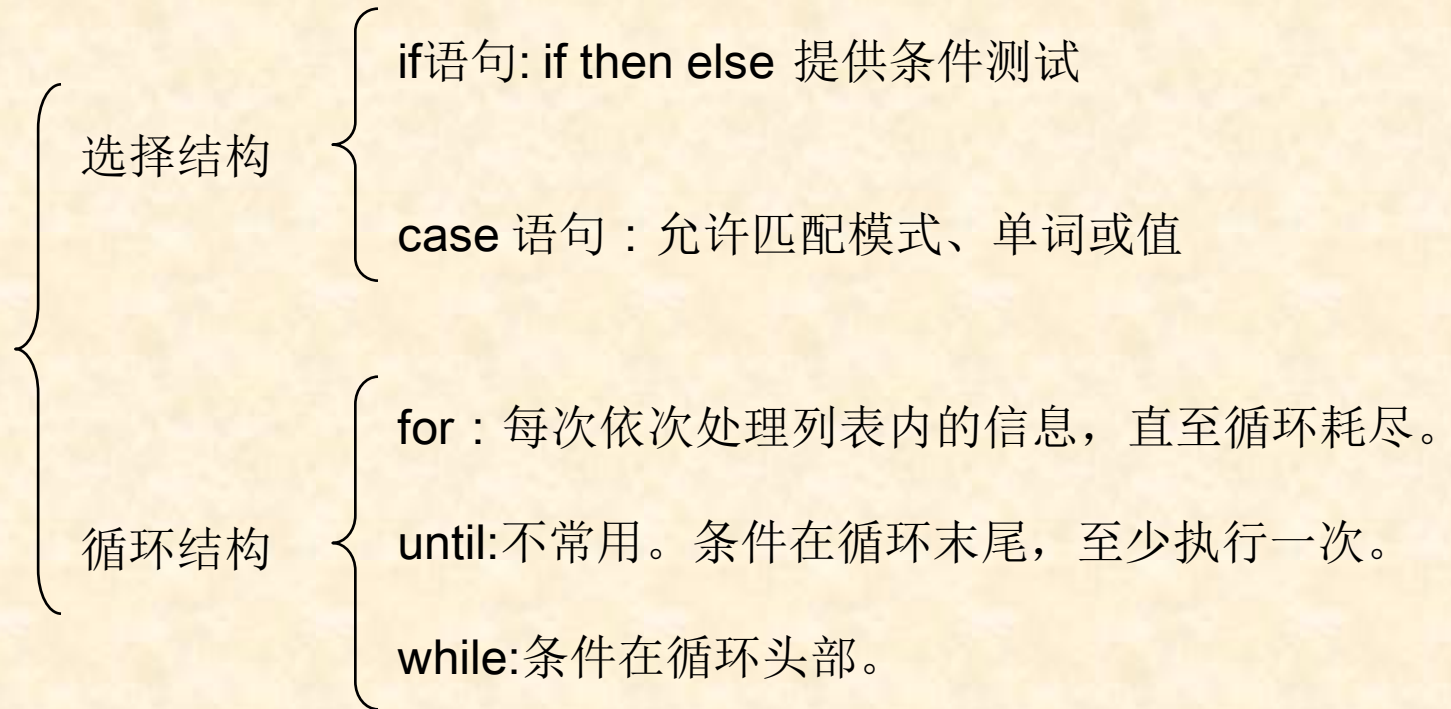 if语句: if then else 提供条件测试
选择结构
case 语句：允许匹配模式、单词或值
for：每次依次处理列表内的信息，直至循环耗尽。
循环结构
until:不常用。条件在循环末尾，至少执行一次。
while:条件在循环头部。